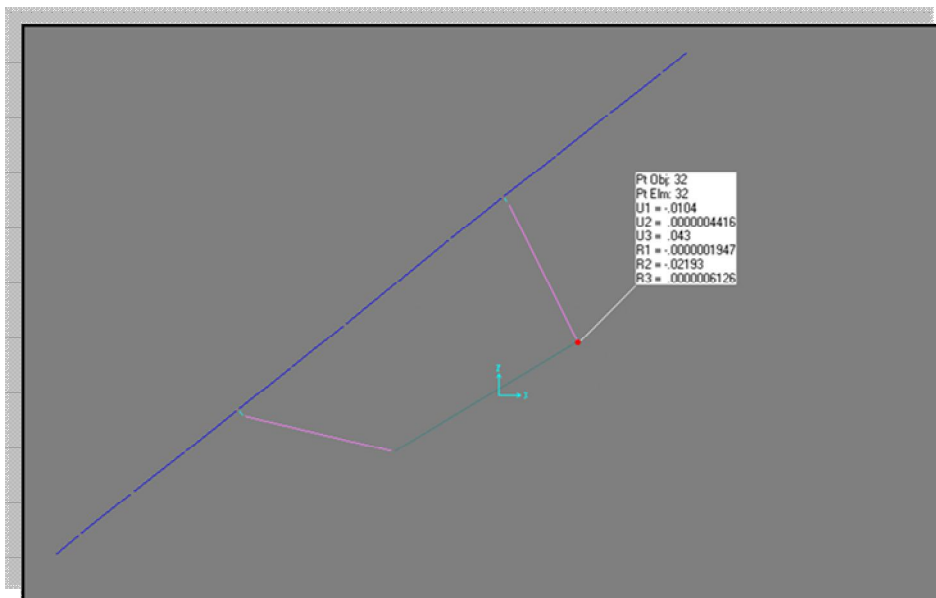 Pt Obj: 32
Pt Elm: 32
U1 = -.0104
U2 = .0000004416
U3 = .043
R1 = -.0000001947
R2 = -.02193
R3 = .0000006126
Z